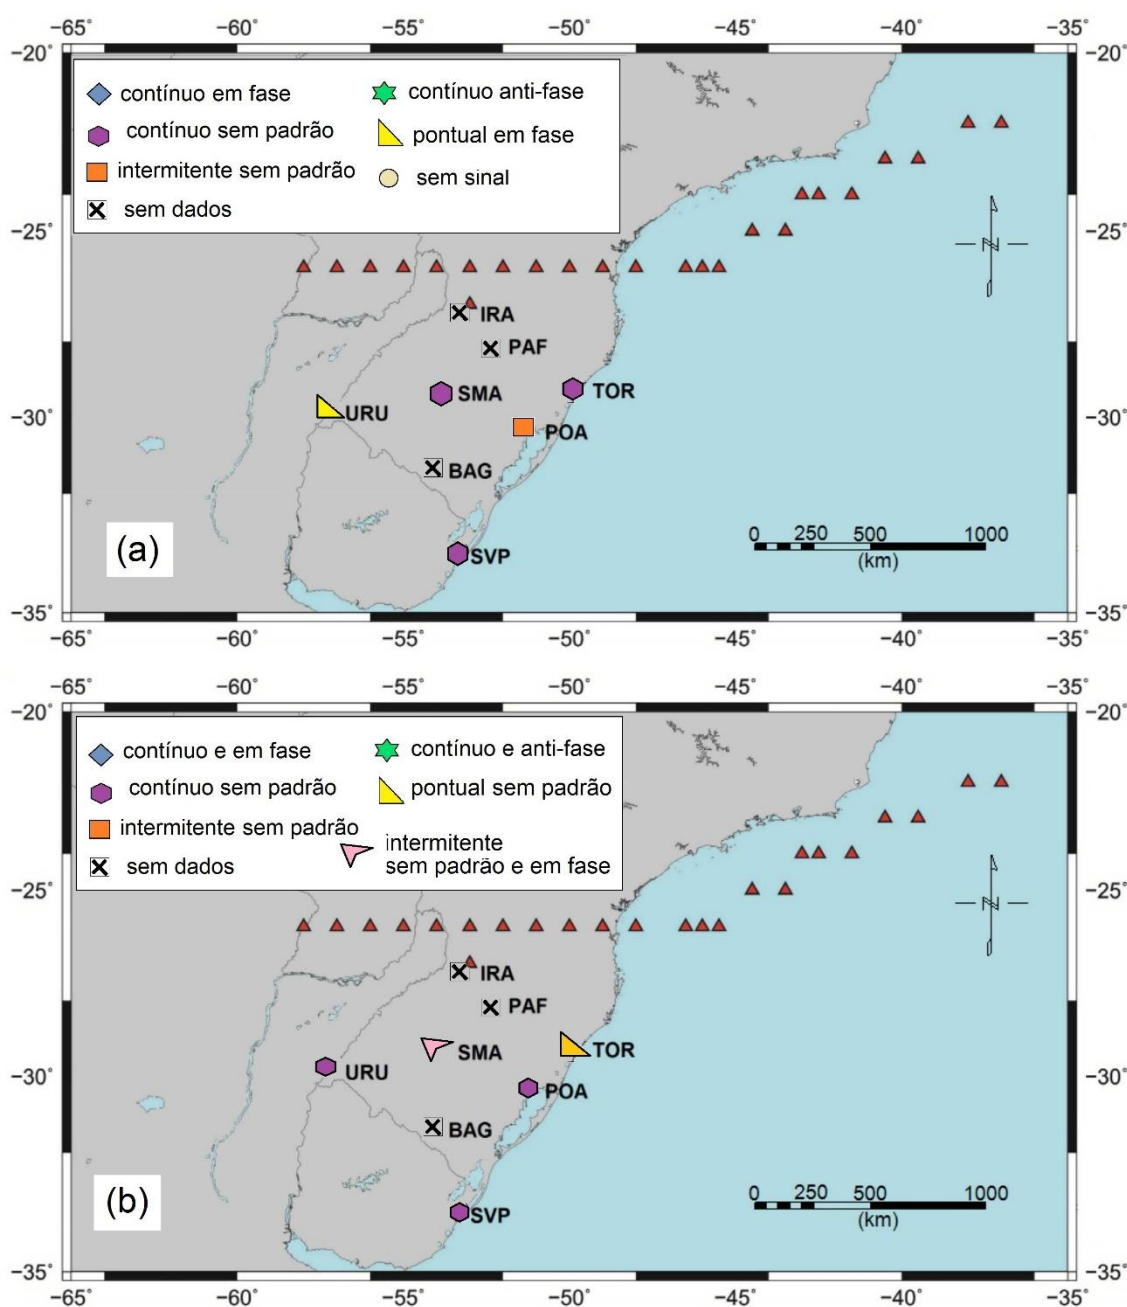 −65 −60˚ −55˚ −50˚ −45˚ −40˚ −35˚
−20˚ −20˚
contínuo em fase contínuo anti-fase
contínuo sem padrão pontual em fase
intermitente sem padrão sem sinal
sem dados
−25˚ −25˚
IRA
PAF
SMA TOR
URU
−30˚ −30˚
POA
BAG
(a)
SVP
0 250 500 1000
(km)
−35˚ −35˚
−65˚ −60˚ −55˚ −50˚ −45˚ −40˚ −35˚
−65 −60˚ −55˚ −50˚ −45˚ −40˚ −35˚
−20˚ −20˚
contínuo e em fase contínuo e anti-fase
contínuo sem padrão pontual sem padrão
intermitente sem padrão intermitente
sem dados sem padrão e em fase
−25˚ −25˚
IRA
PAF
SMA TOR
URU
−30˚ −30˚
POA
BAG
(b)
SVP
0 250 500 1000
(km)
−35˚ −35˚
−65˚ −60˚ −55˚ −50˚ −45˚ −40˚ −35˚